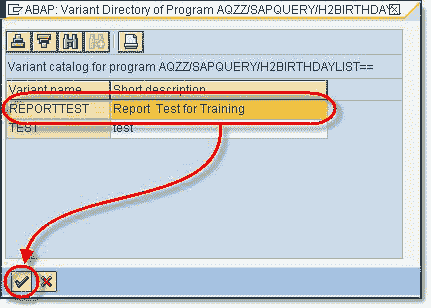 ABAP: Variant Directory of Program AQZZ/SAPQUERY/H2BIRTHDAY
Variant catalog for program AQZZ/SAPQUERY/H2BIRTHDAYLIST==
Variant name Short description
REPORTTEST Report Test for Training
TEST test